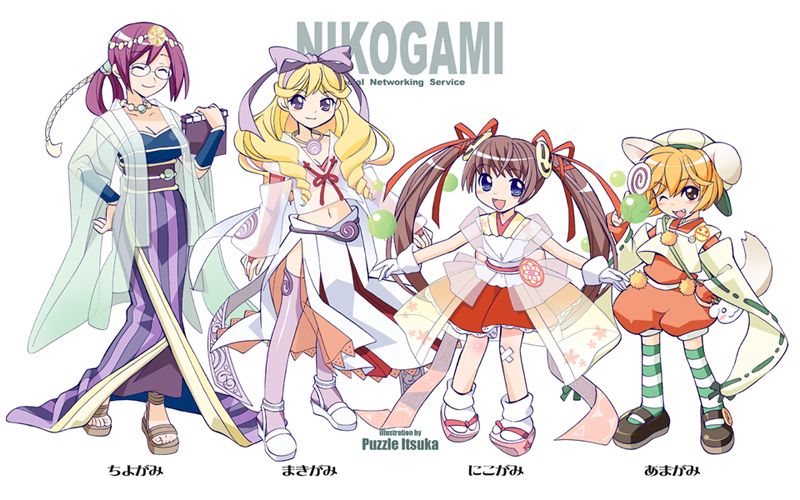 NIKOGAMI
Social Networking Service
illustration by
Puzzle Itsuka
ちよがみ
まきがみ
にこがみ
あまがみ